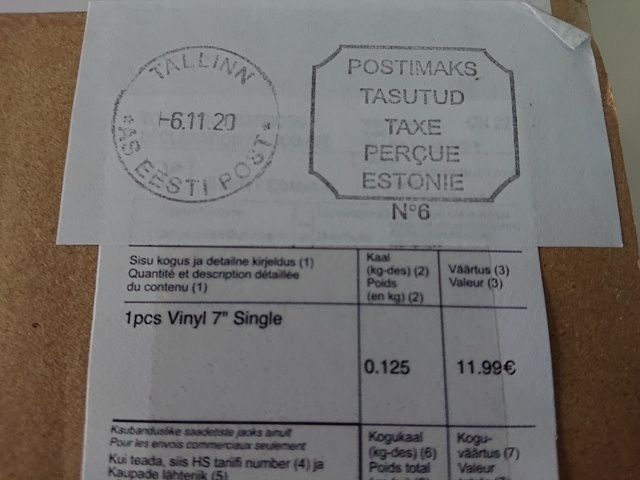 TALLINN
-6.11.20
*AS EESTI POST*
POSTIMAKS
TASUTUD
TAXE
PERÇUE
ESTONIE
N°6
Sisu kogus ja detailne kirjeldus (1)
Quantité et description détaillée
du contenu (1)
Kaal
(kg-des) (2)
Poids
(en kg) (2)
Väärtus (3)
Valeur (3)
1pcs Vinyl 7" Single
0.125
11.99€
Kaubanduslike saadetiste jaoks ainult
Pour les envois commerciaux seulement
Kui teada, siis HS tariifi number (4) ja
Kaupade lähteriik (5)
Kogukaal
(kg-des) (6)
Poids total
Kogu-
väärtus (7)
Valeur